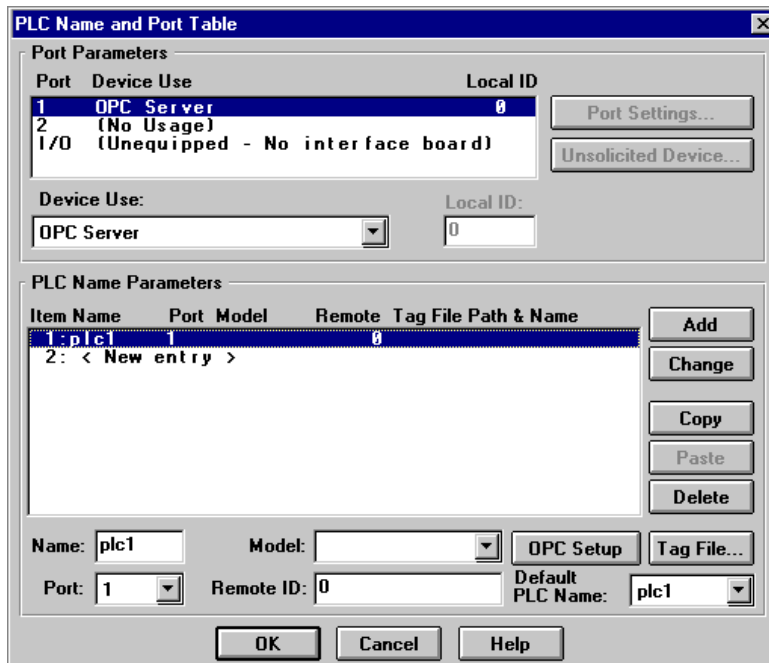 PLC Name and Port Table
Port Parameters
Port Device Use Local ID
1 OPC Server 0
2 (No Usage)
I/O (Unequipped - No interface board)
Port Settings...
Unsolicited Device...
Device Use: Local ID:
OPC Server 0
PLC Name Parameters
Item Name Port Model Remote Tag File Path & Name
1:plc1 1 0
2: < New entry >
Add
Change
Copy
Paste
Delete
Name: plc1 Model: OPC Setup Tag File...
Port: 1 Remote ID: 0 Default PLC Name: plc1
OK Cancel Help